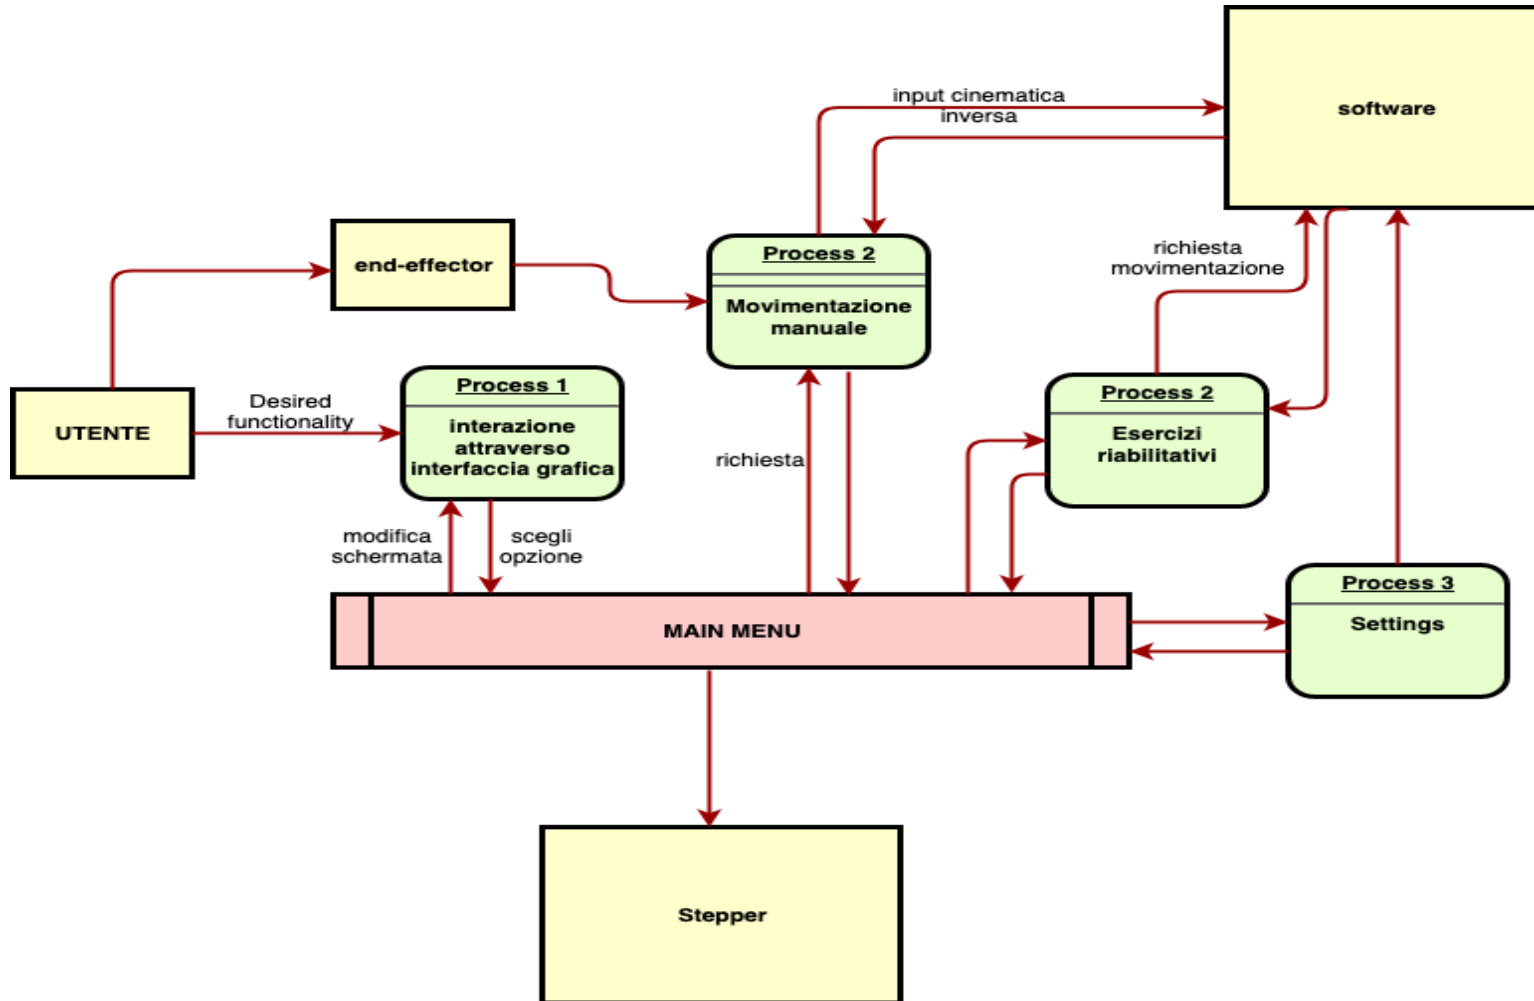 input cinematica
inversa
software
end-effector
Process 2
Movimentazione
manuale
richiesta
movimentazione
UTENTE
Desired
functionality
Process 1
interazione
attraverso
interfaccia grafica
richiesta
Process 2
Esercizi
riabilitativi
modifica
schermata
scegli
opzione
Process 3
Settings
MAIN MENU
Stepper